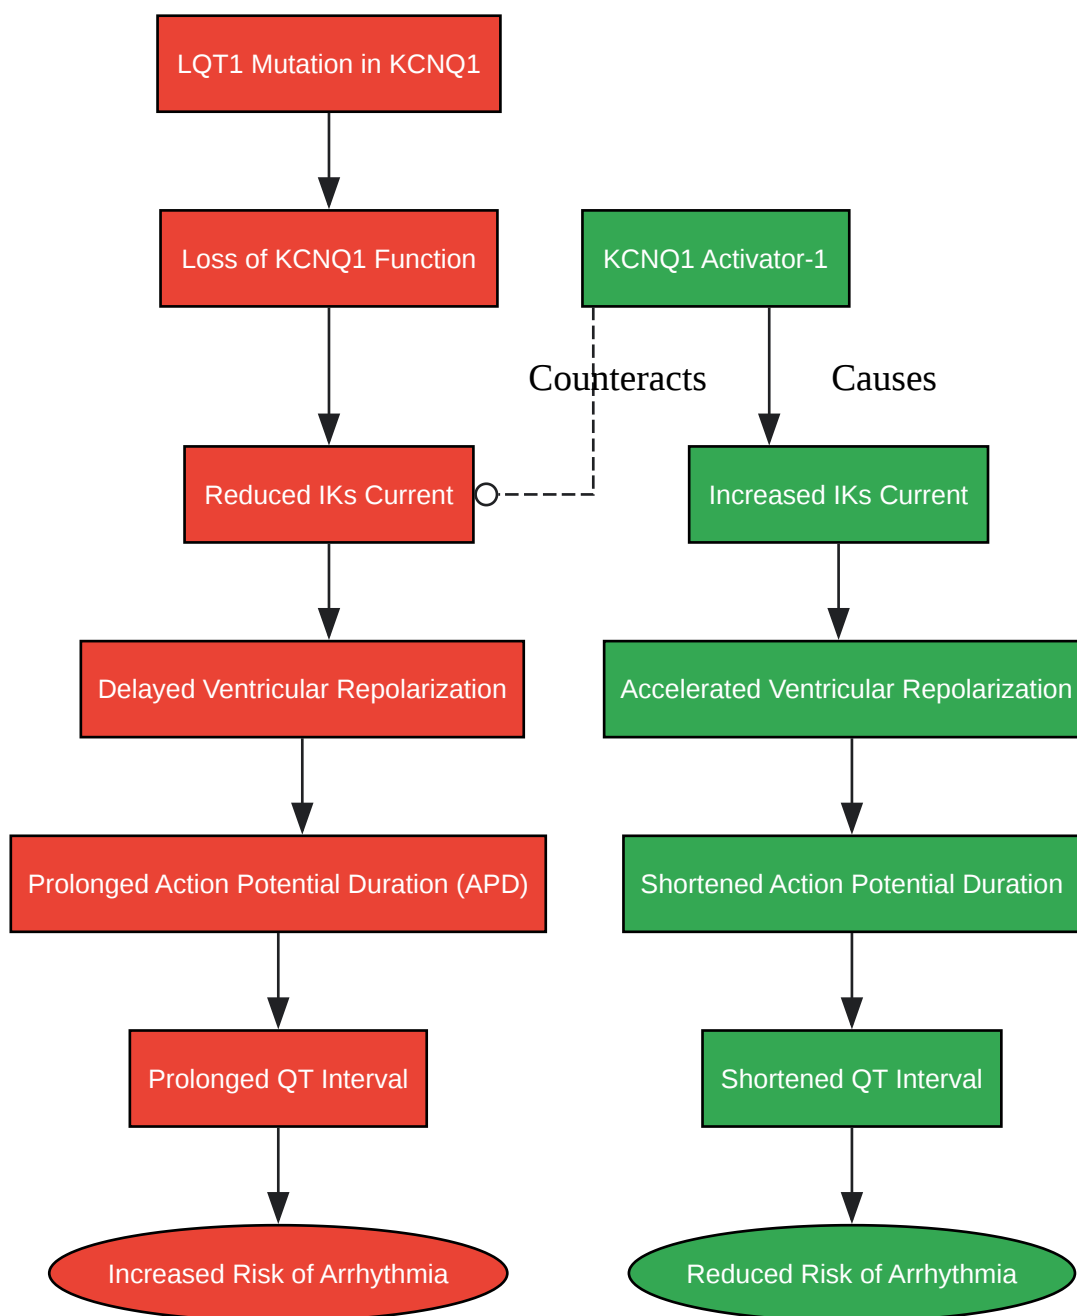 LQT1 Mutation in KCNQ1
Loss of KCNQ1 Function
KCNQ1 Activator-1
Counteracts
Causes
Reduced IKs Current
Increased IKs Current
Delayed Ventricular Repolarization
Accelerated Ventricular Repolarization
Prolonged Action Potential Duration (APD)
Shortened Action Potential Duration
Prolonged QT Interval
Shortened QT Interval
Increased Risk of Arrhythmia
Reduced Risk of Arrhythmia